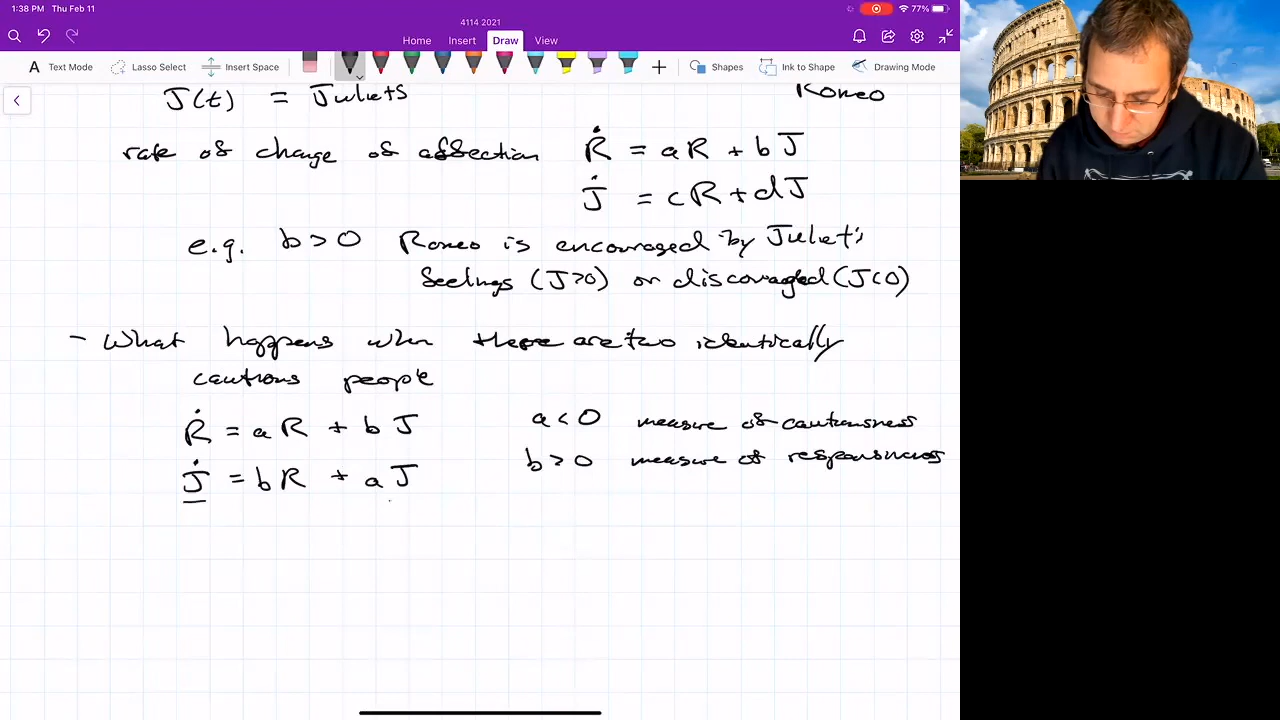 1:38 PM Thu Feb 11
77%
4114 2021
Home Insert Draw View
Text Mode Lasso Select Insert Space Shapes Ink to Shape Drawing Mode
J(t) = Juliets Romeo
rate of change of affection Ṙ = aR + bJ
J̇ = cR + dJ
e.g. b > 0 Romeo is encouraged by Juliet's
feelings (J>0) or discouraged (J<0)
- What happens when there are two identically
cautious people
Ṙ = aR + bJ a < 0 measure of cautiousness
J̇ = bR + aJ b > 0 measure of responsiveness